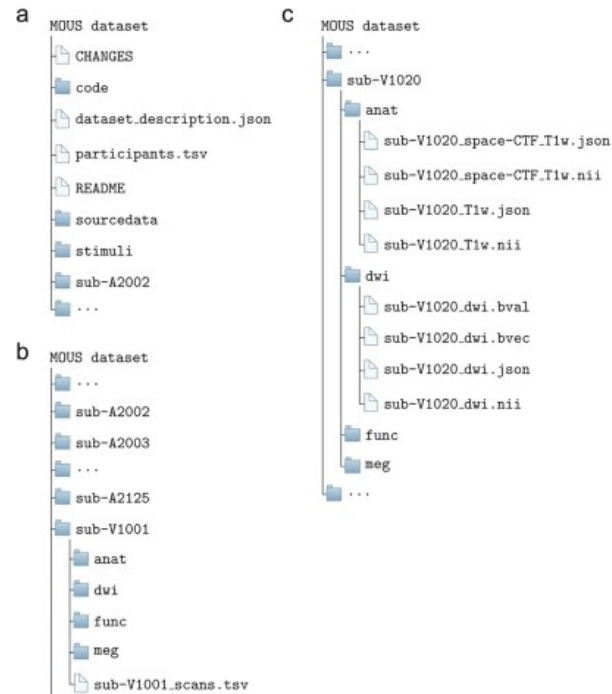 a
MOUS dataset
CHANGES
code
dataset_description.json
participants.tsv
README
sourcedata
stimuli
sub-A2002
...
b
MOUS dataset
...
sub-A2002
sub-A2003
...
sub-A2125
sub-V1001
anat
dwi
func
meg
sub-V1001_scans.tsv
c
MOUS dataset
...
sub-V1020
anat
sub-V1020_space-CTF_T1w.json
sub-V1020_space-CTF_T1w.nii
sub-V1020_T1w.json
sub-V1020_T1w.nii
dwi
sub-V1020_dwi.bval
sub-V1020_dwi.bvec
sub-V1020_dwi.json
sub-V1020_dwi.nii
func
meg
...